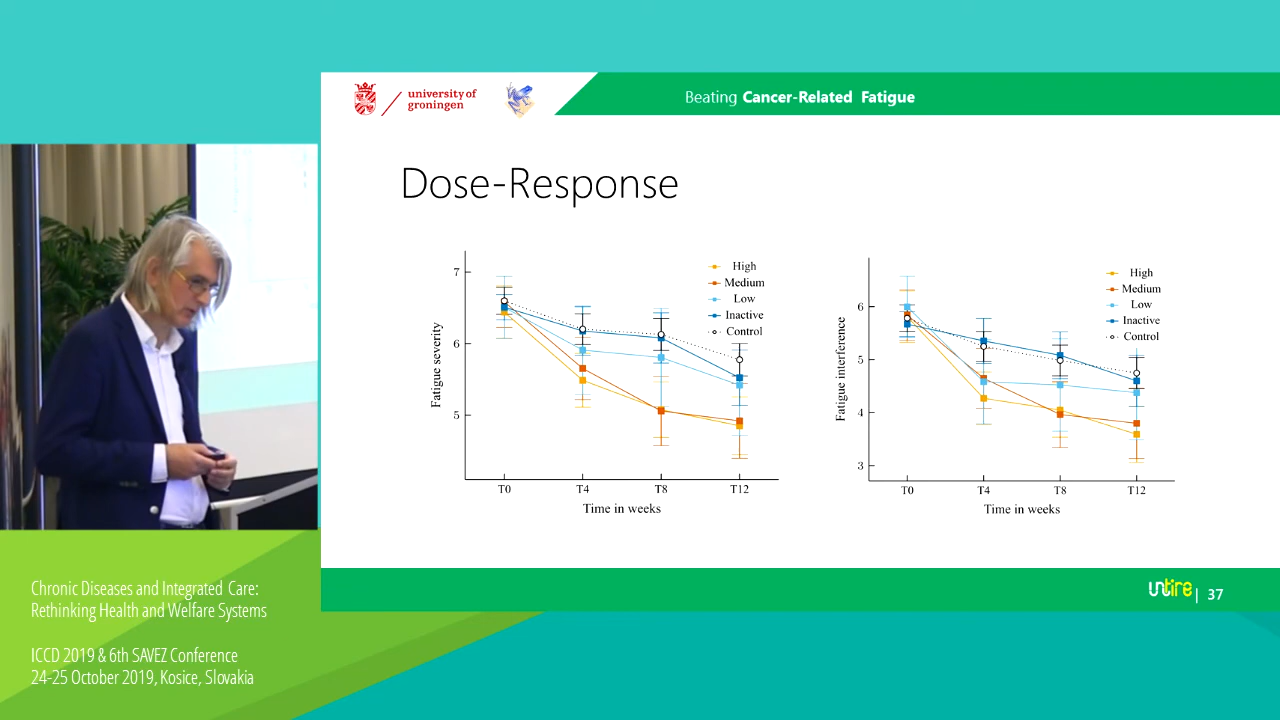 university of
groningen
Beating Cancer-Related Fatigue
Dose-Response
7
6
5
Fatigue severity
High
Medium
Low
Inactive
Control
T0
T4
T8
T12
Time in weeks
6
5
4
3
Fatigue interference
High
Medium
Low
Inactive
Control
T0
T4
T8
T12
Time in weeks
untire | 37
Chronic Diseases and Integrated Care:
Rethinking Health and Welfare Systems
ICCD 2019 & 6th SAVEZ Conference
24-25 October 2019, Kosice, Slovakia